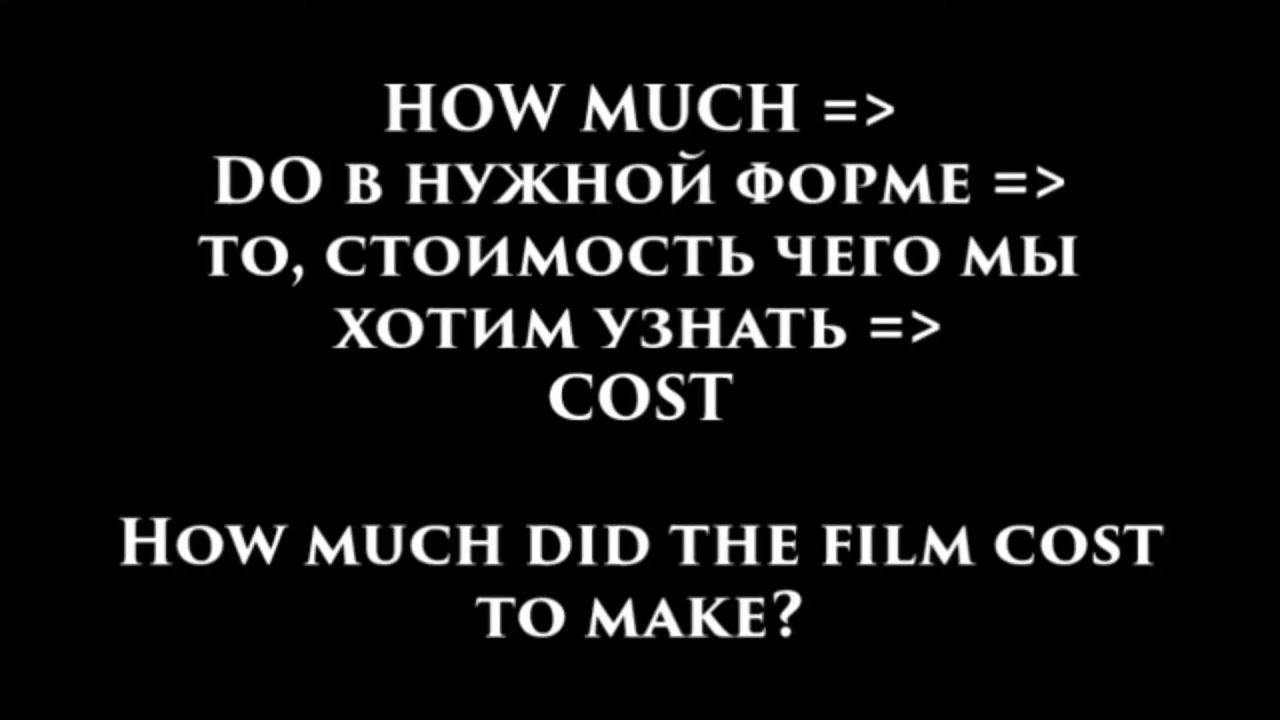 HOW MUCH =>
DO В НУЖНОЙ ФОРМЕ =>
ТО, СТОИМОСТЬ ЧЕГО МЫ
ХОТИМ УЗНАТЬ =>
COST
HOW MUCH DID THE FILM COST
TO MAKE?